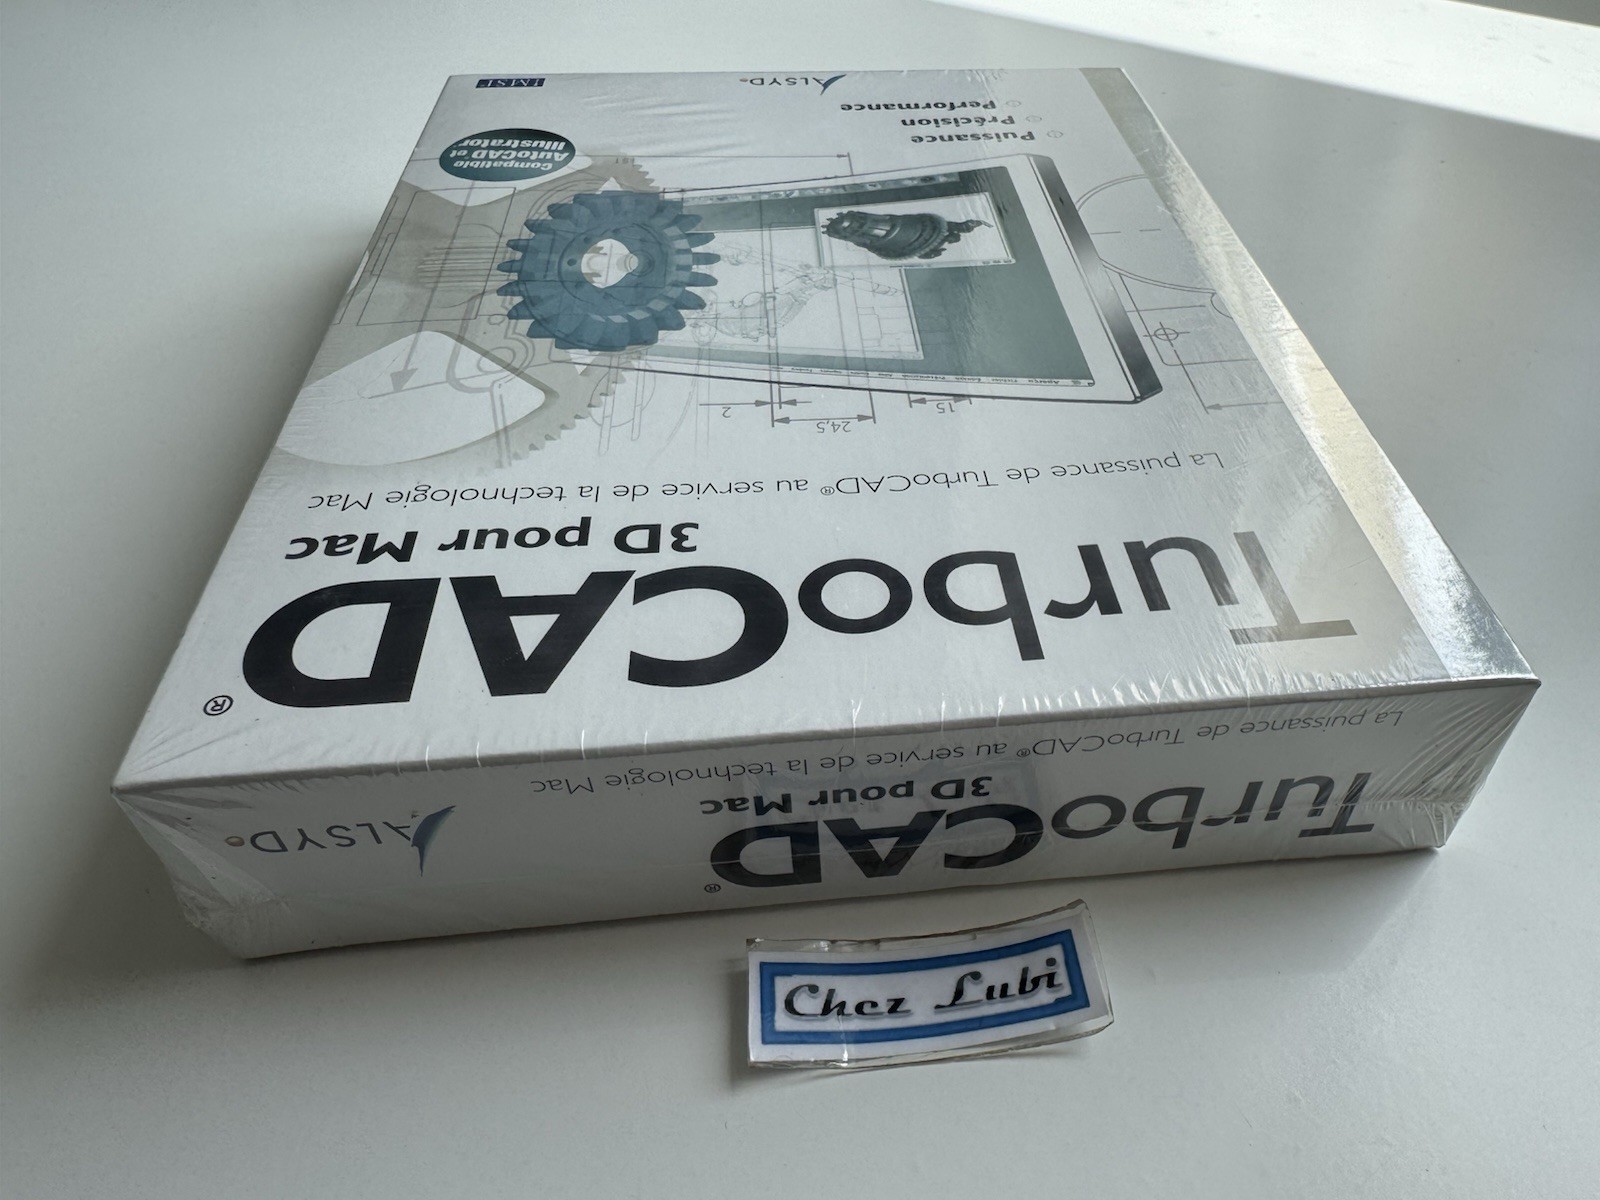 TurboCAD®
3D pour Mac
La puissance de TurboCAD® au service de la technologie Mac
24,5
15
2
Puissance
Précision
Performance
Compatible
AutoCAD et
Illustrator
ALSYD
IMSI
TurboCAD®
3D pour Mac
La puissance de TurboCAD® au service de la technologie Mac
ALSYD
Chez Lubi